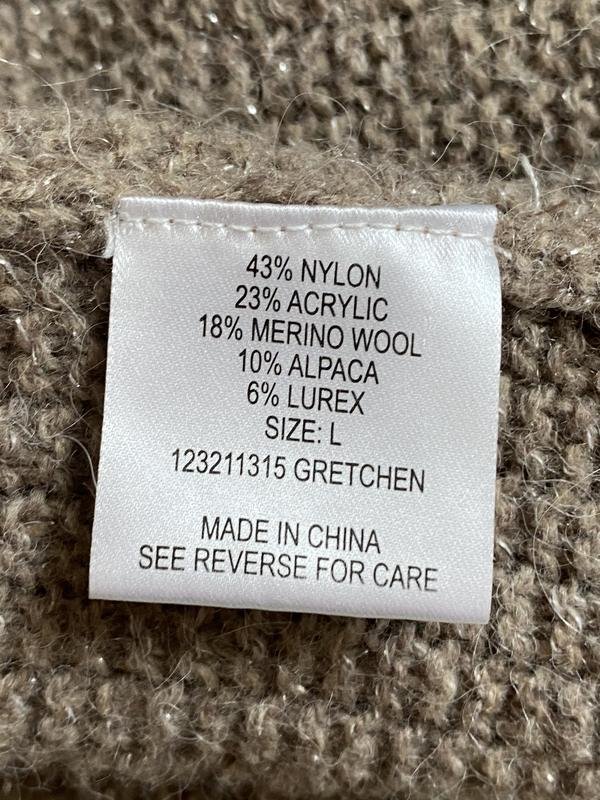 43% NYLON
23% ACRYLIC
18% MERINO WOOL
10% ALPACA
6% LUREX
SIZE: L
123211315 GRETCHEN
MADE IN CHINA
SEE REVERSE FOR CARE